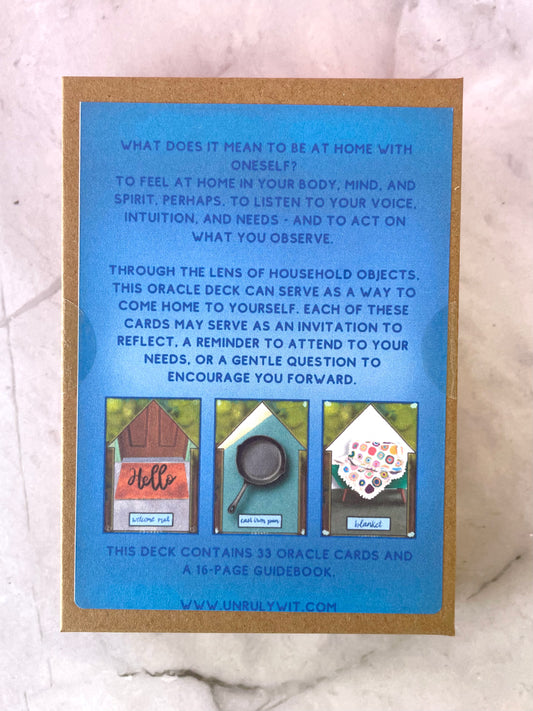 WHAT DOES IT MEAN TO BE AT HOME WITH
ONESELF?
TO FEEL AT HOME IN YOUR BODY, MIND, AND
SPIRIT, PERHAPS. TO LISTEN TO YOUR VOICE,
INTUITION, AND NEEDS - AND TO ACT ON
WHAT YOU OBSERVE.
THROUGH THE LENS OF HOUSEHOLD OBJECTS,
THIS ORACLE DECK CAN SERVE AS A WAY TO
COME HOME TO YOURSELF. EACH OF THESE
CARDS MAY SERVE AS AN INVITATION TO
REFLECT, A REMINDER TO ATTEND TO YOUR
NEEDS, OR A GENTLE QUESTION TO
ENCOURAGE YOU FORWARD.
Hello
welcome mat
cast iron pan
blanket
THIS DECK CONTAINS 33 ORACLE CARDS AND
A 16-PAGE GUIDEBOOK.
WWW.UNRULYWIT.COM